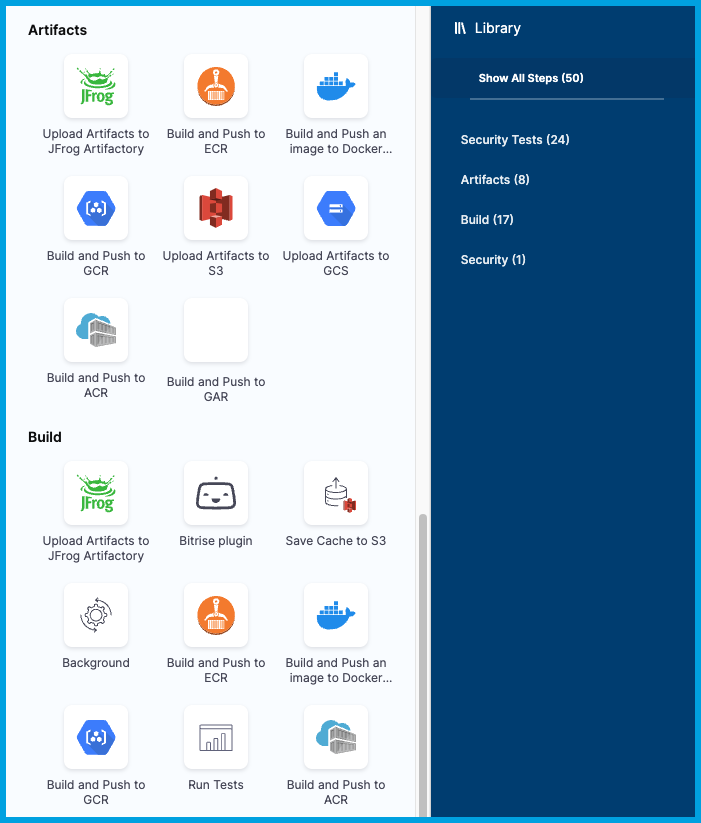 Artifacts
JFrog
Upload Artifacts to
JFrog Artifactory
Build and Push to
ECR
Build and Push an
image to Docker...
Build and Push to
GCR
Upload Artifacts to
S3
Upload Artifacts to
GCS
Build and Push to
ACR
Build and Push to
GAR
Build
JFrog
Upload Artifacts to
JFrog Artifactory
Bitrise plugin
Save Cache to S3
Background
Build and Push to
ECR
Build and Push an
image to Docker...
Build and Push to
GCR
Run Tests
Build and Push to
ACR
Library
Show All Steps (50)
Security Tests (24)
Artifacts (8)
Build (17)
Security (1)